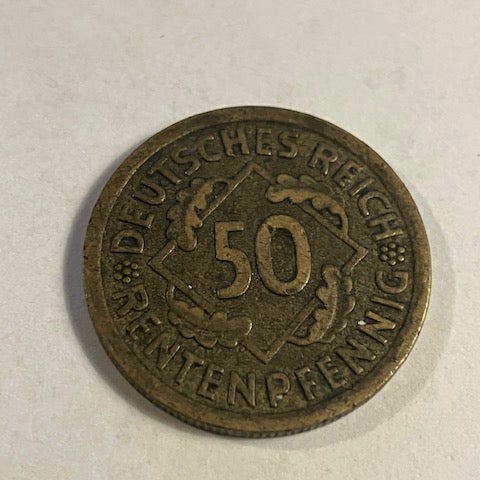 DEUTSCHES REICH
50
RENTENPFENNIG